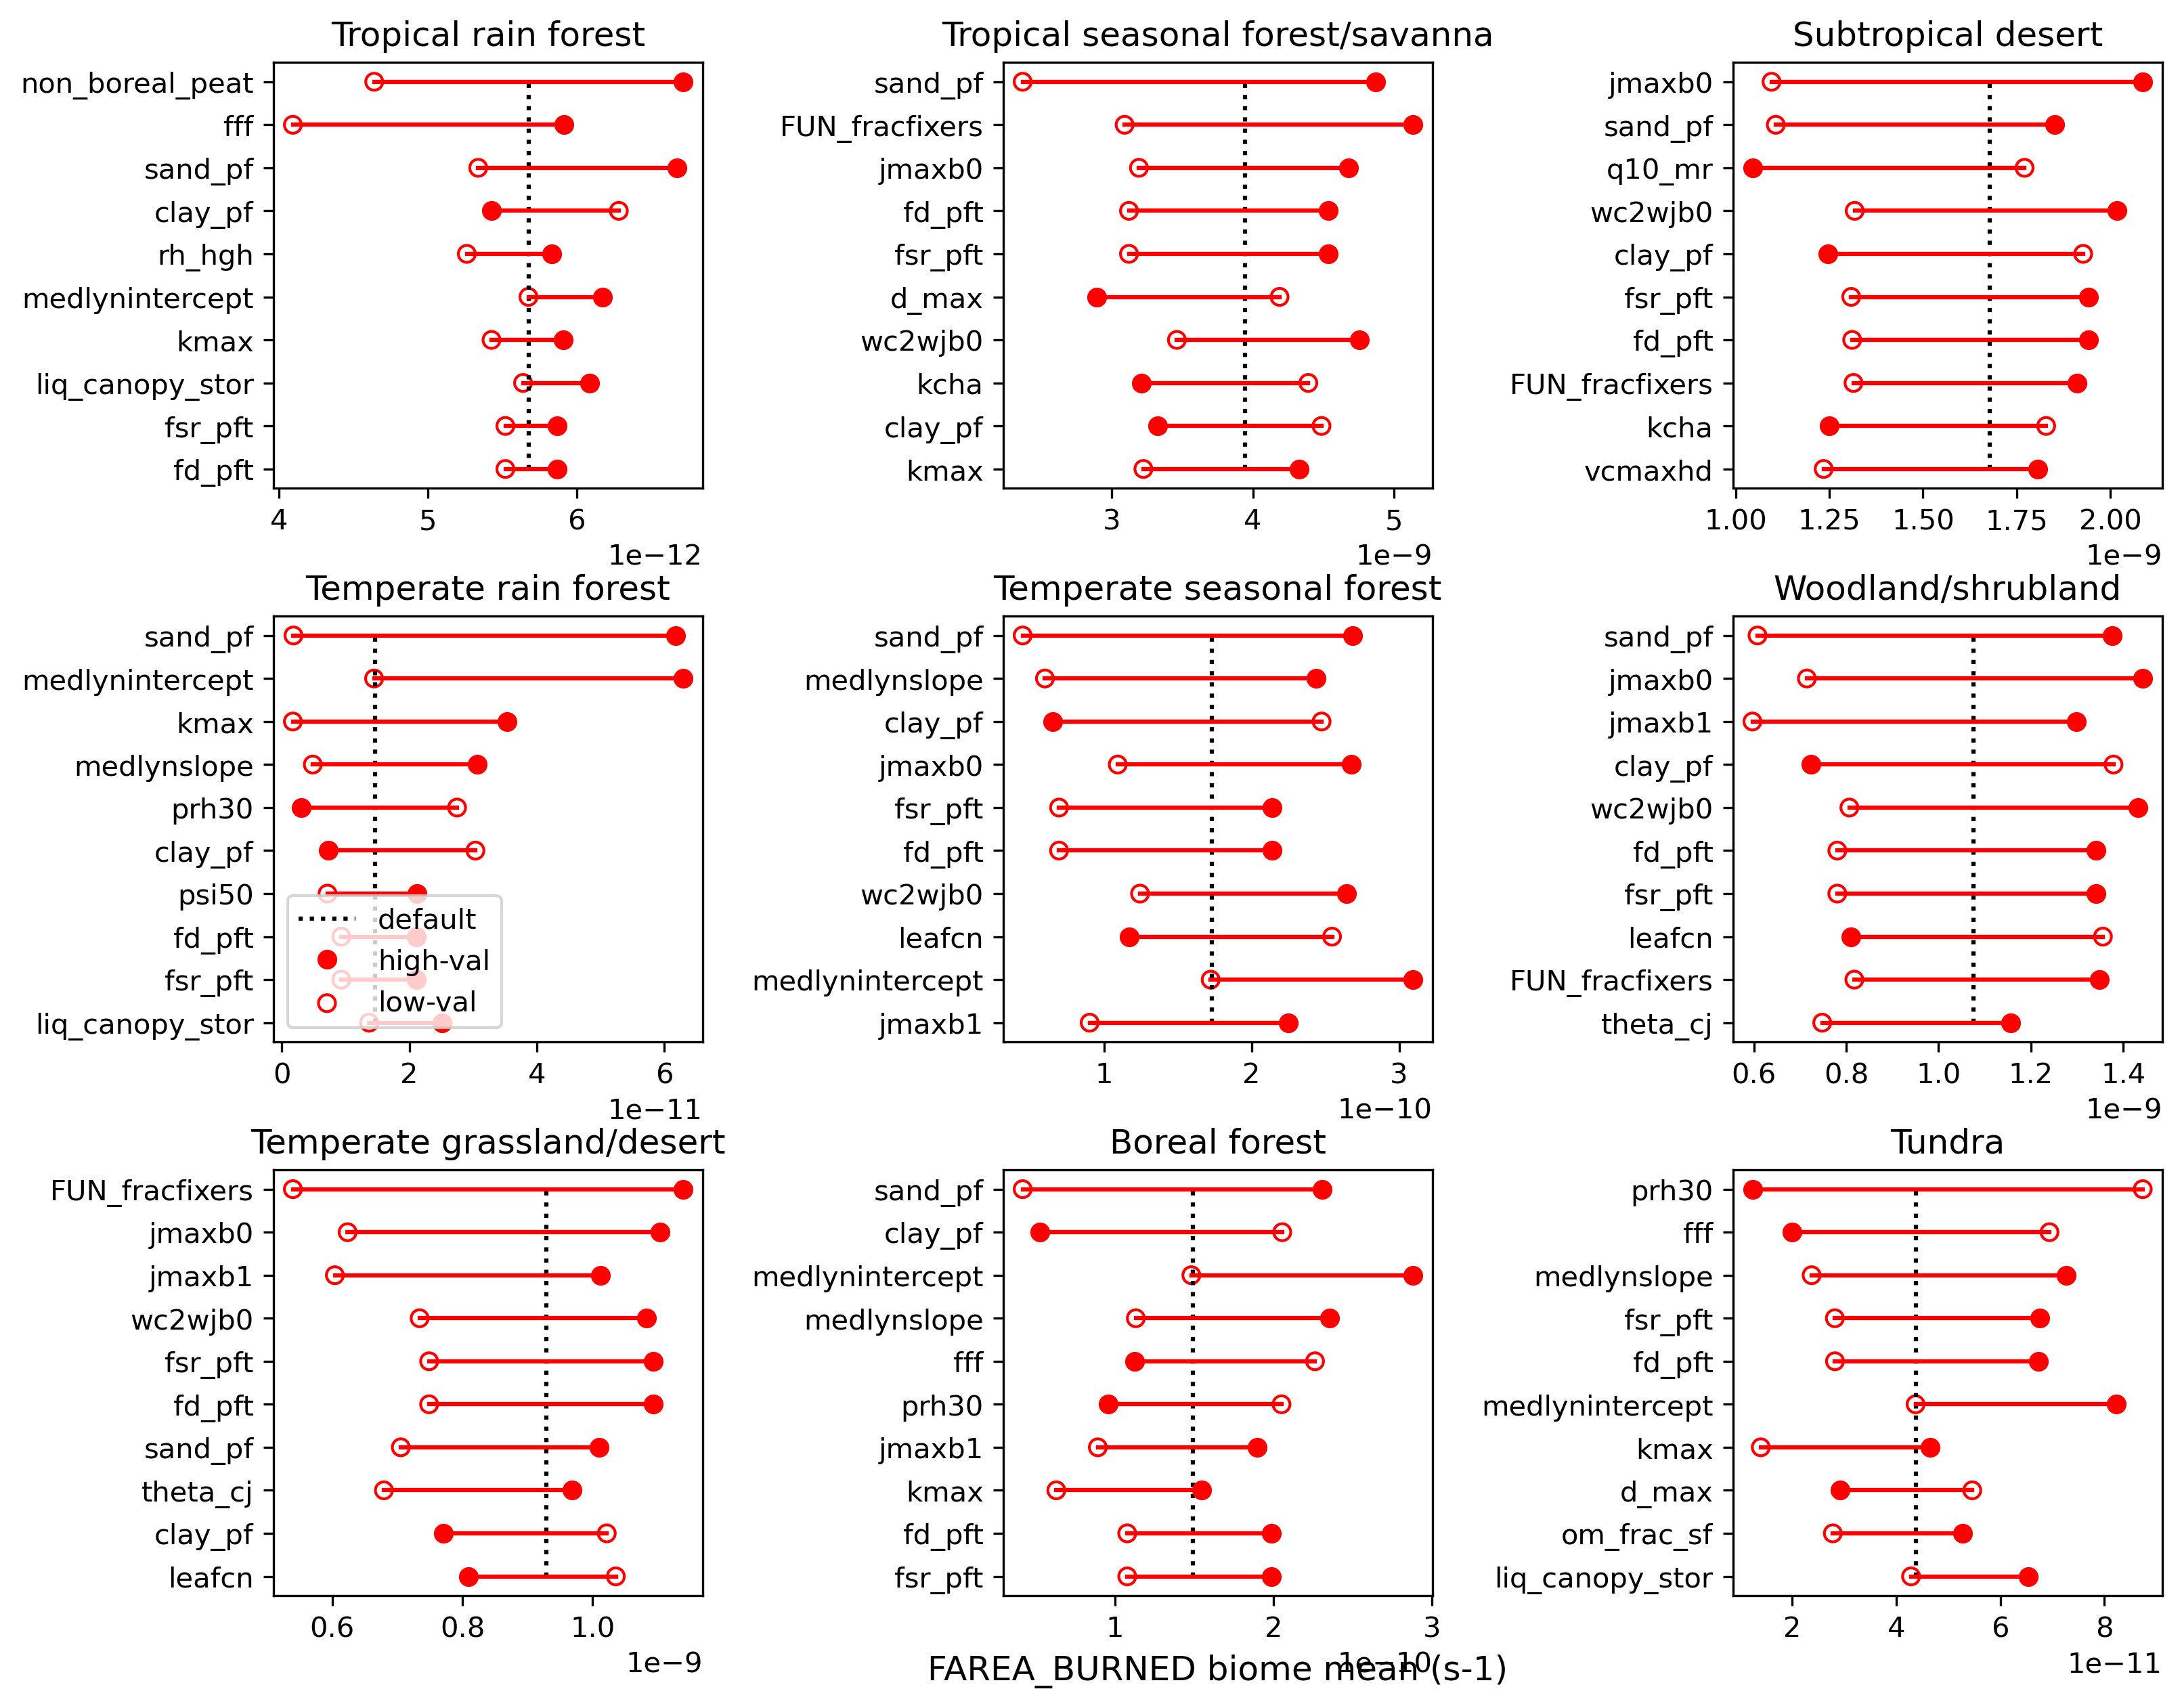 Tropical rain forest
non_boreal_peat
fff
sand_pf
clay_pf
rh_hgh
medlynintercept
kmax
liq_canopy_stor
fsr_pft
fd_pft
4 5 6
1e−12
Tropical seasonal forest/savanna
sand_pf
FUN_fracfixers
jmaxb0
fd_pft
fsr_pft
d_max
wc2wjb0
kcha
clay_pf
kmax
3 4 5
1e−9
Subtropical desert
jmaxb0
sand_pf
q10_mr
wc2wjb0
clay_pf
fsr_pft
fd_pft
FUN_fracfixers
kcha
vcmaxhd
1.00 1.25 1.50 1.75 2.00
1e−9
Temperate rain forest
sand_pf
medlynintercept
kmax
medlynslope
prh30
clay_pf
psi50
fd_pft
fsr_pft
liq_canopy_stor
default
high-val
low-val
0 2 4 6
1e−11
Temperate seasonal forest
sand_pf
medlynslope
clay_pf
jmaxb0
fsr_pft
fd_pft
wc2wjb0
leafcn
medlynintercept
jmaxb1
1 2 3
1e−10
Woodland/shrubland
sand_pf
jmaxb0
jmaxb1
clay_pf
wc2wjb0
fd_pft
fsr_pft
leafcn
FUN_fracfixers
theta_cj
0.6 0.8 1.0 1.2 1.4
1e−9
Temperate grassland/desert
FUN_fracfixers
jmaxb0
jmaxb1
wc2wjb0
fsr_pft
fd_pft
sand_pf
theta_cj
clay_pf
leafcn
0.6 0.8 1.0
1e−9
Boreal forest
sand_pf
clay_pf
medlynintercept
medlynslope
fff
prh30
jmaxb1
kmax
fd_pft
fsr_pft
1 2 3
1e−10
Tundra
prh30
fff
medlynslope
fsr_pft
fd_pft
medlynintercept
kmax
d_max
om_frac_sf
liq_canopy_stor
2 4 6 8
1e−11
FAREA_BURNED biome mean (s-1)